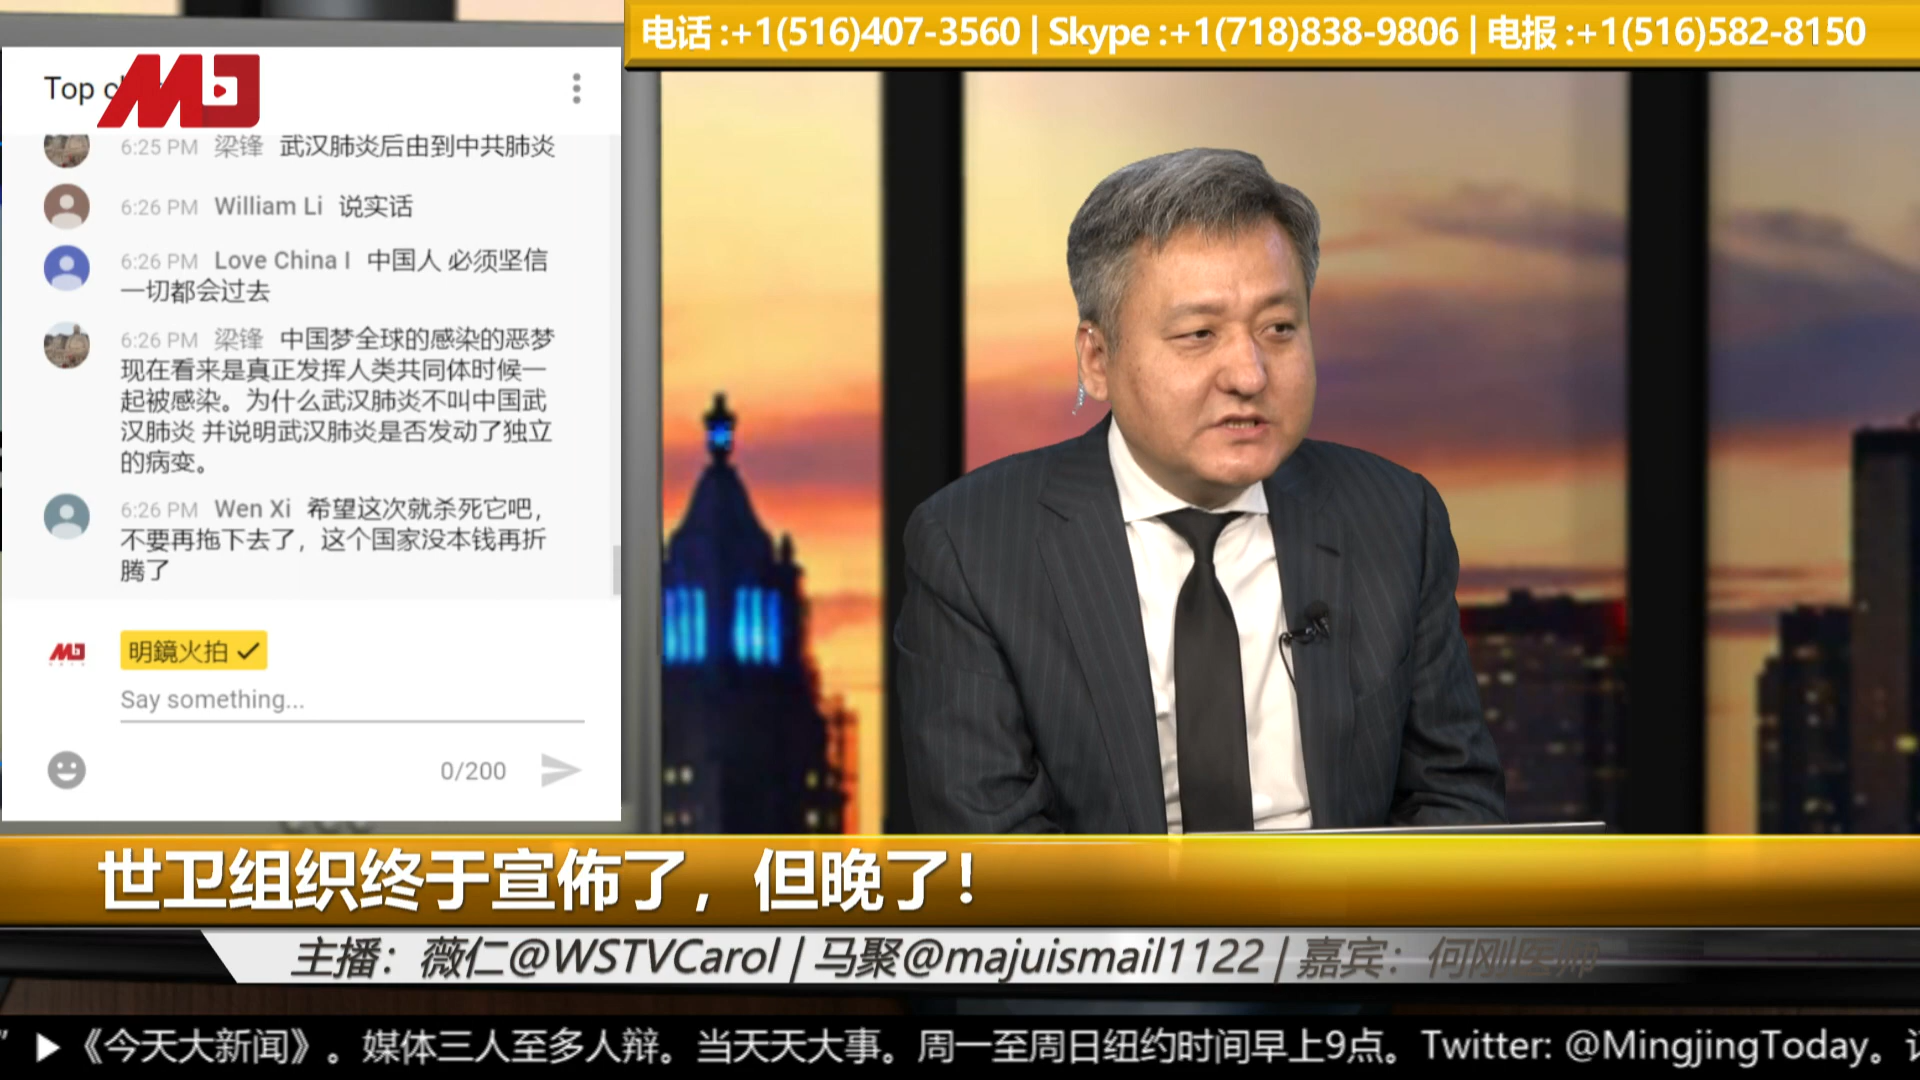 电话 :+1(516)407-3560 | Skype :+1(718)838-9806 | 电报 :+1(516)582-8150
Top
MJ
6:25 PM 梁锋 武汉肺炎后由到中共肺炎
6:26 PM William Li 说实话
6:26 PM Love China I 中国人 必须坚信
一切都会过去
6:26 PM 梁锋 中国梦全球的感染的恶梦
现在看来是真正发挥人类共同体时候一
起被感染。为什么武汉肺炎不叫中国武
汉肺炎 并说明武汉肺炎是否发动了独立
的病变。
6:26 PM Wen Xi 希望这次就杀死它吧，
不要再拖下去了，这个国家没本钱再折
腾了
MJ
明鏡火拍 ✓
Say something...
0/200
世卫组织终于宣佈了，但晚了！
主播：薇仁@WSTVCarol | 马聚@majuismail1122 | 嘉宾：何刚医师
” ▶《今天大新闻》。媒体三人至多人辩。当天天大事。周一至周日纽约时间早上9点。Twitter: @MingjingToday。